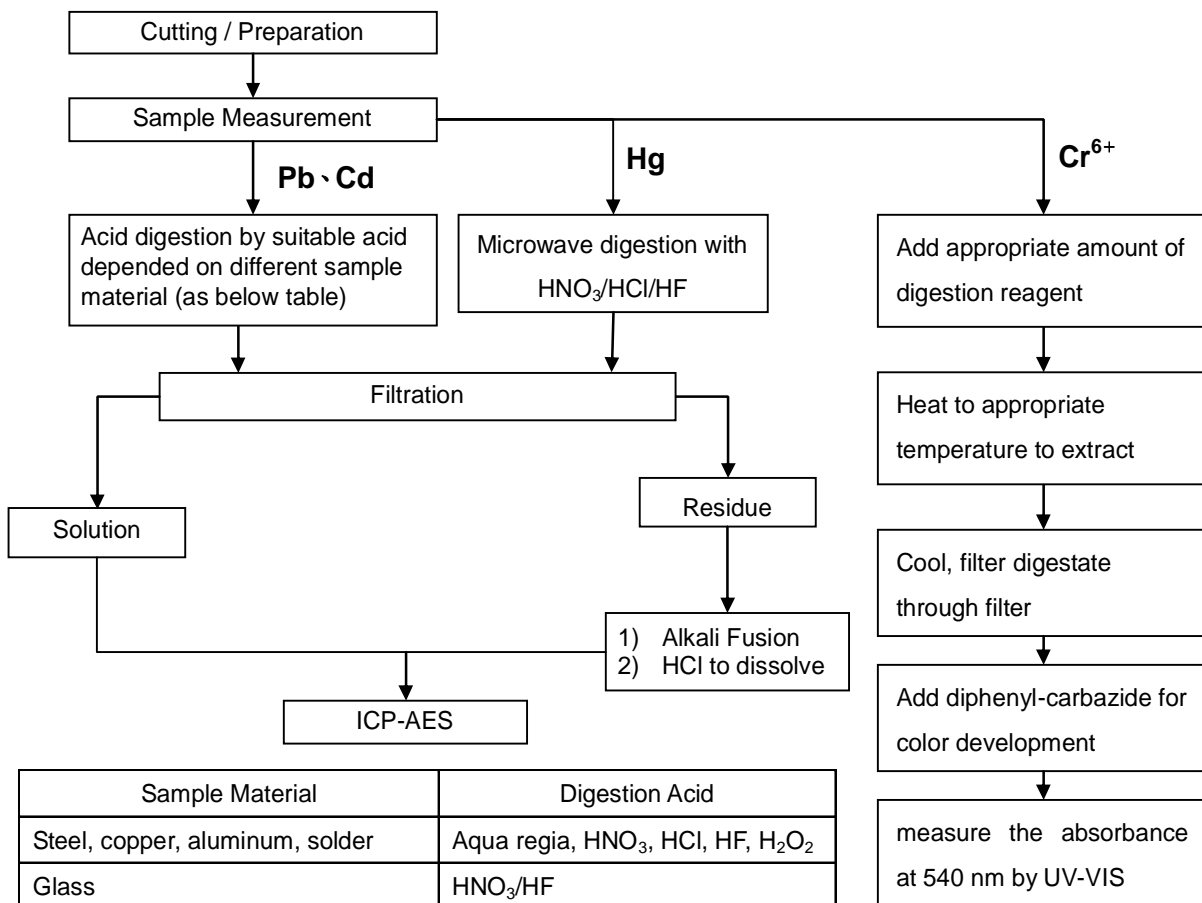 Cutting / Preparation
Sample Measurement
Pb、Cd
Hg
Cr⁶⁺
Acid digestion by suitable acid
depended on different sample
material (as below table)
Microwave digestion with
HNO₃/HCl/HF
Add appropriate amount of
digestion reagent
Filtration
Heat to appropriate
temperature to extract
Solution
Residue
Cool, filter digestate
through filter
1) Alkali Fusion
2) HCl to dissolve
ICP-AES
Add diphenyl-carbazide for
color development
measure the absorbance
at 540 nm by UV-VIS
Sample Material Digestion Acid
Steel, copper, aluminum, solder Aqua regia, HNO₃, HCl, HF, H₂O₂
Glass HNO₃/HF